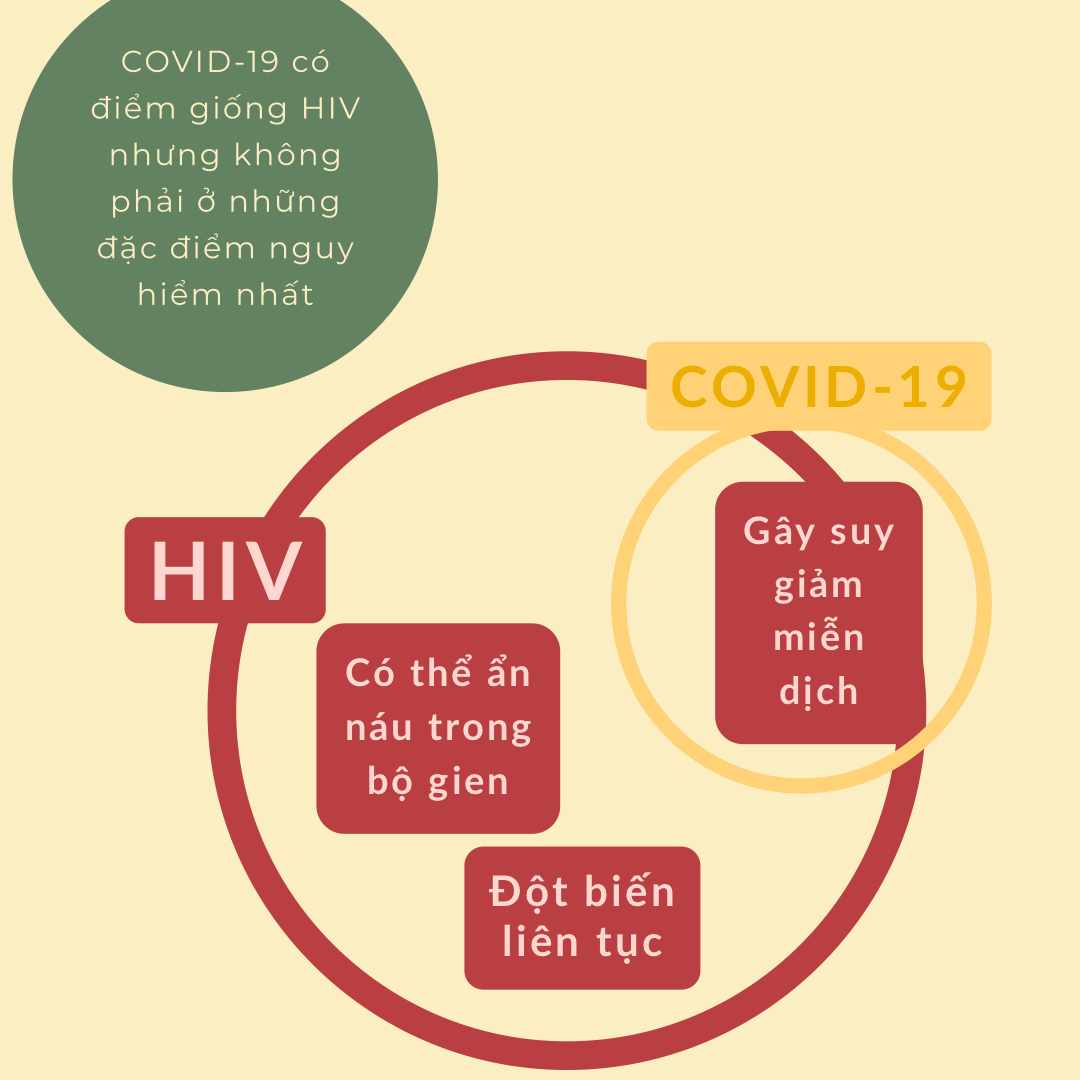 COVID-19 có
điểm giống HIV
nhưng không
phải ở những
đặc điểm nguy
hiểm nhất
COVID-19
HIV
Gây suy
giảm
miễn
dịch
Có thể ẩn
náu trong
bộ gien
Đột biến
liên tục